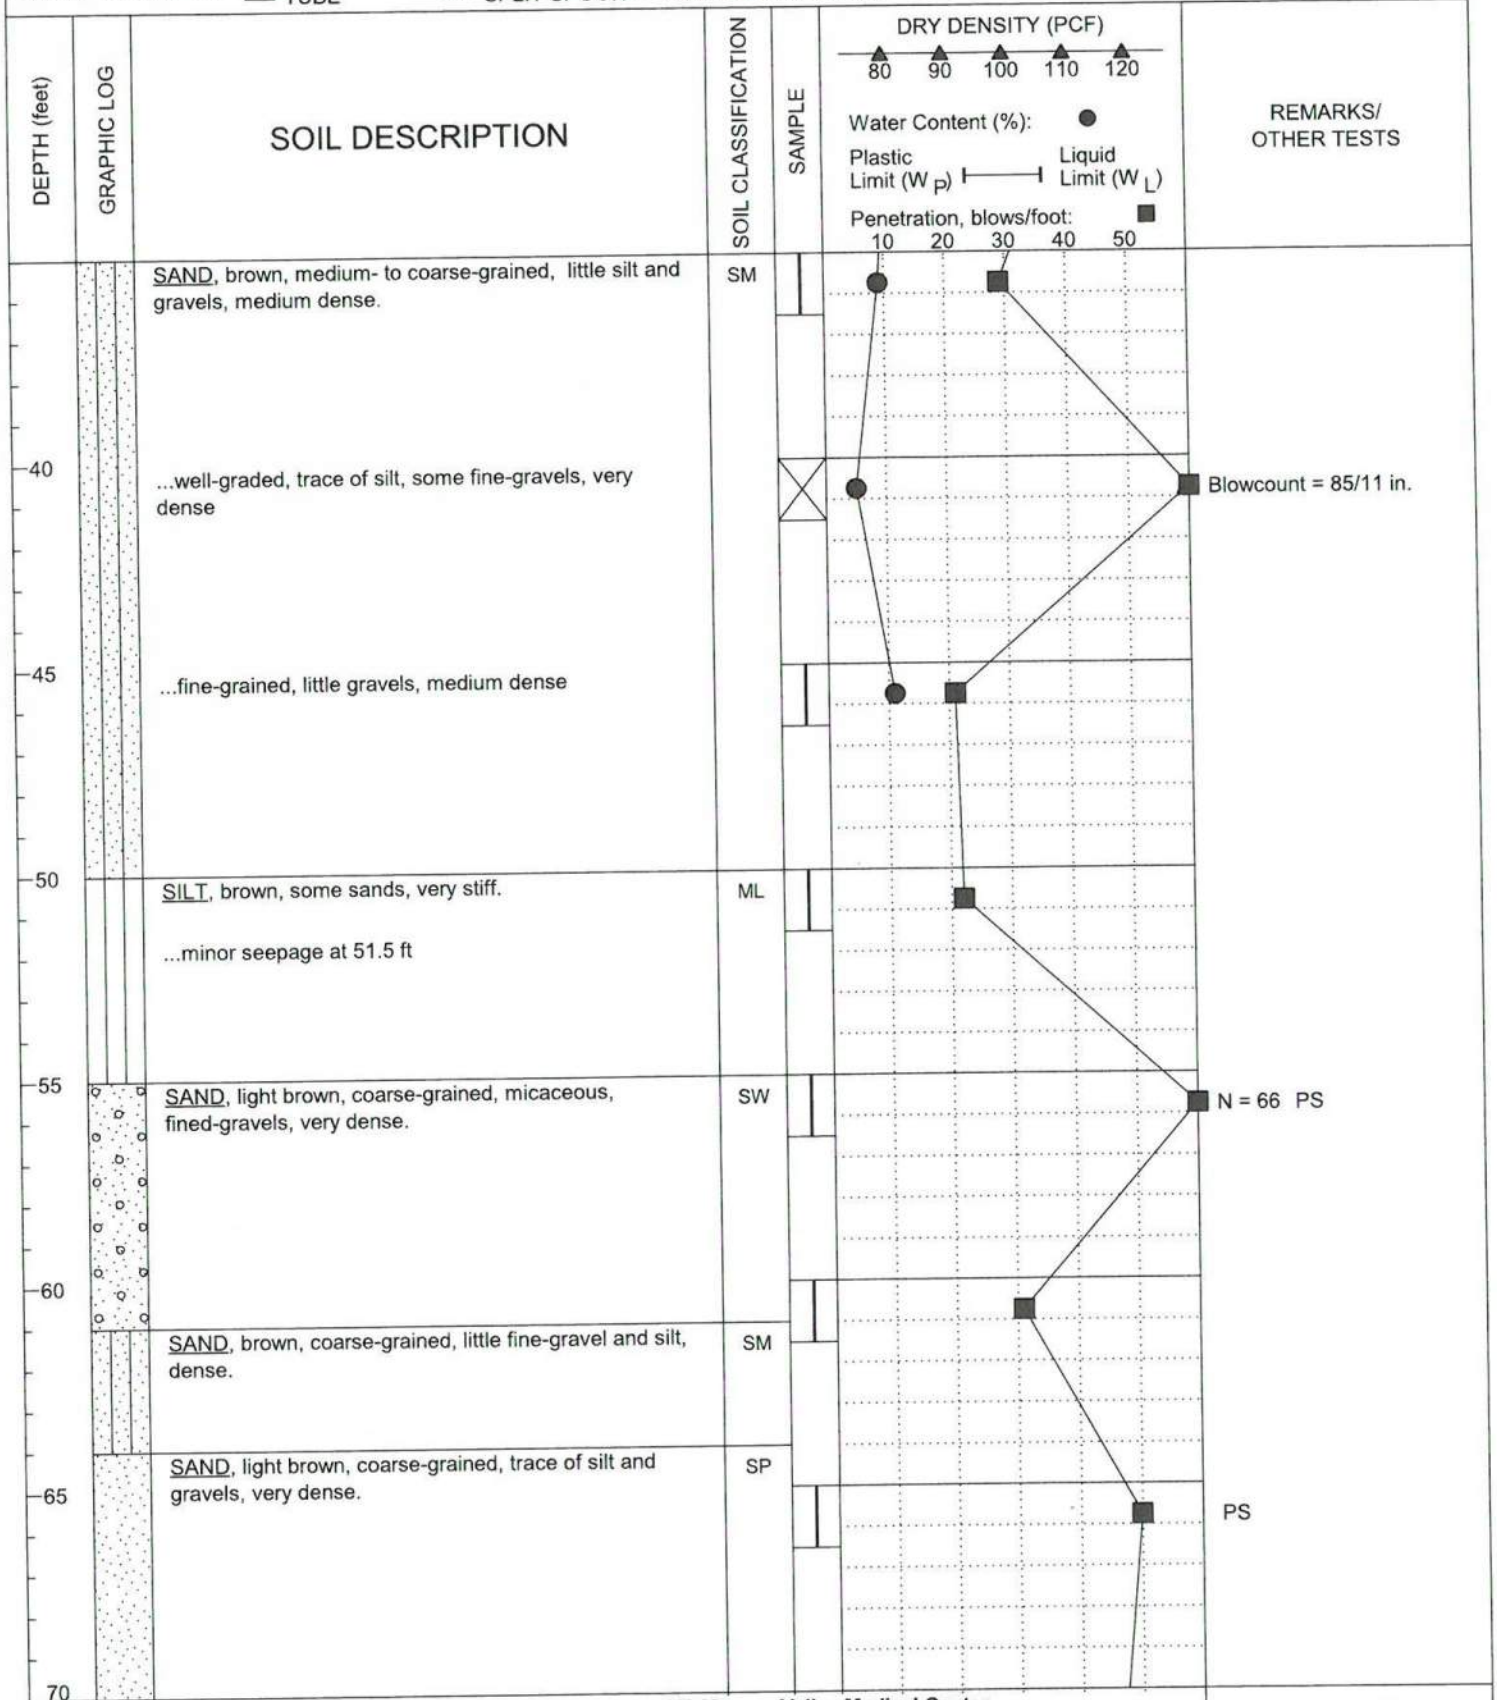 TUBE
DEPTH (feet)
GRAPHIC LOG
SOIL DESCRIPTION
SOIL CLASSIFICATION
SAMPLE
DRY DENSITY (PCF)
80 90 100 110 120
Water Content (%):
Plastic Limit (W P)
Liquid Limit (W L)
Penetration, blows/foot:
10 20 30 40 50
REMARKS/
OTHER TESTS
SAND, brown, medium- to coarse-grained, little silt and
gravels, medium dense.
SM
40
...well-graded, trace of silt, some fine-gravels, very
dense
Blowcount = 85/11 in.
45
...fine-grained, little gravels, medium dense
50
SILT, brown, some sands, very stiff.
ML
...minor seepage at 51.5 ft
55
SAND, light brown, coarse-grained, micaceous,
fined-gravels, very dense.
SW
N = 66 PS
60
SAND, brown, coarse-grained, little fine-gravel and silt,
dense.
SM
SAND, light brown, coarse-grained, trace of silt and
gravels, very dense.
SP
65
PS
70